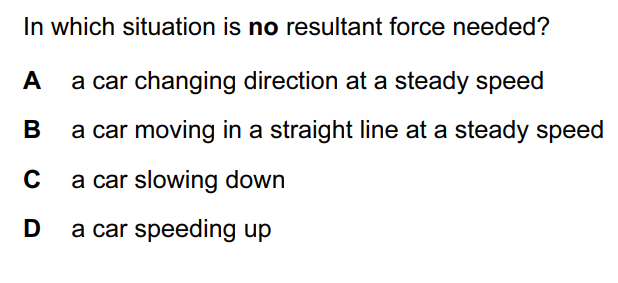 In which situation is no resultant force needed?
A a car changing direction at a steady speed
B a car moving in a straight line at a steady speed
C a car slowing down
D a car speeding up